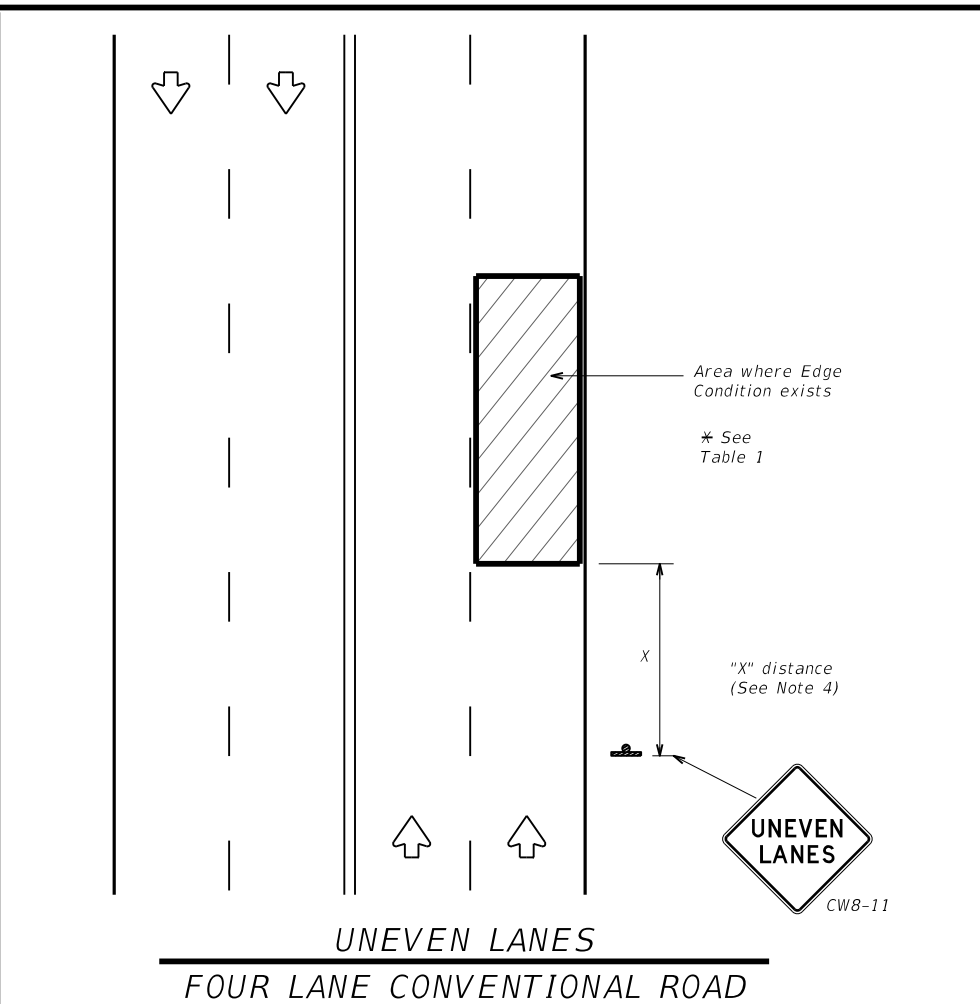 Area where Edge
Condition exists
* See
Table 1
X
"X" distance
(See Note 4)
UNEVEN
LANES
CW8-11
UNEVEN LANES
FOUR LANE CONVENTIONAL ROAD